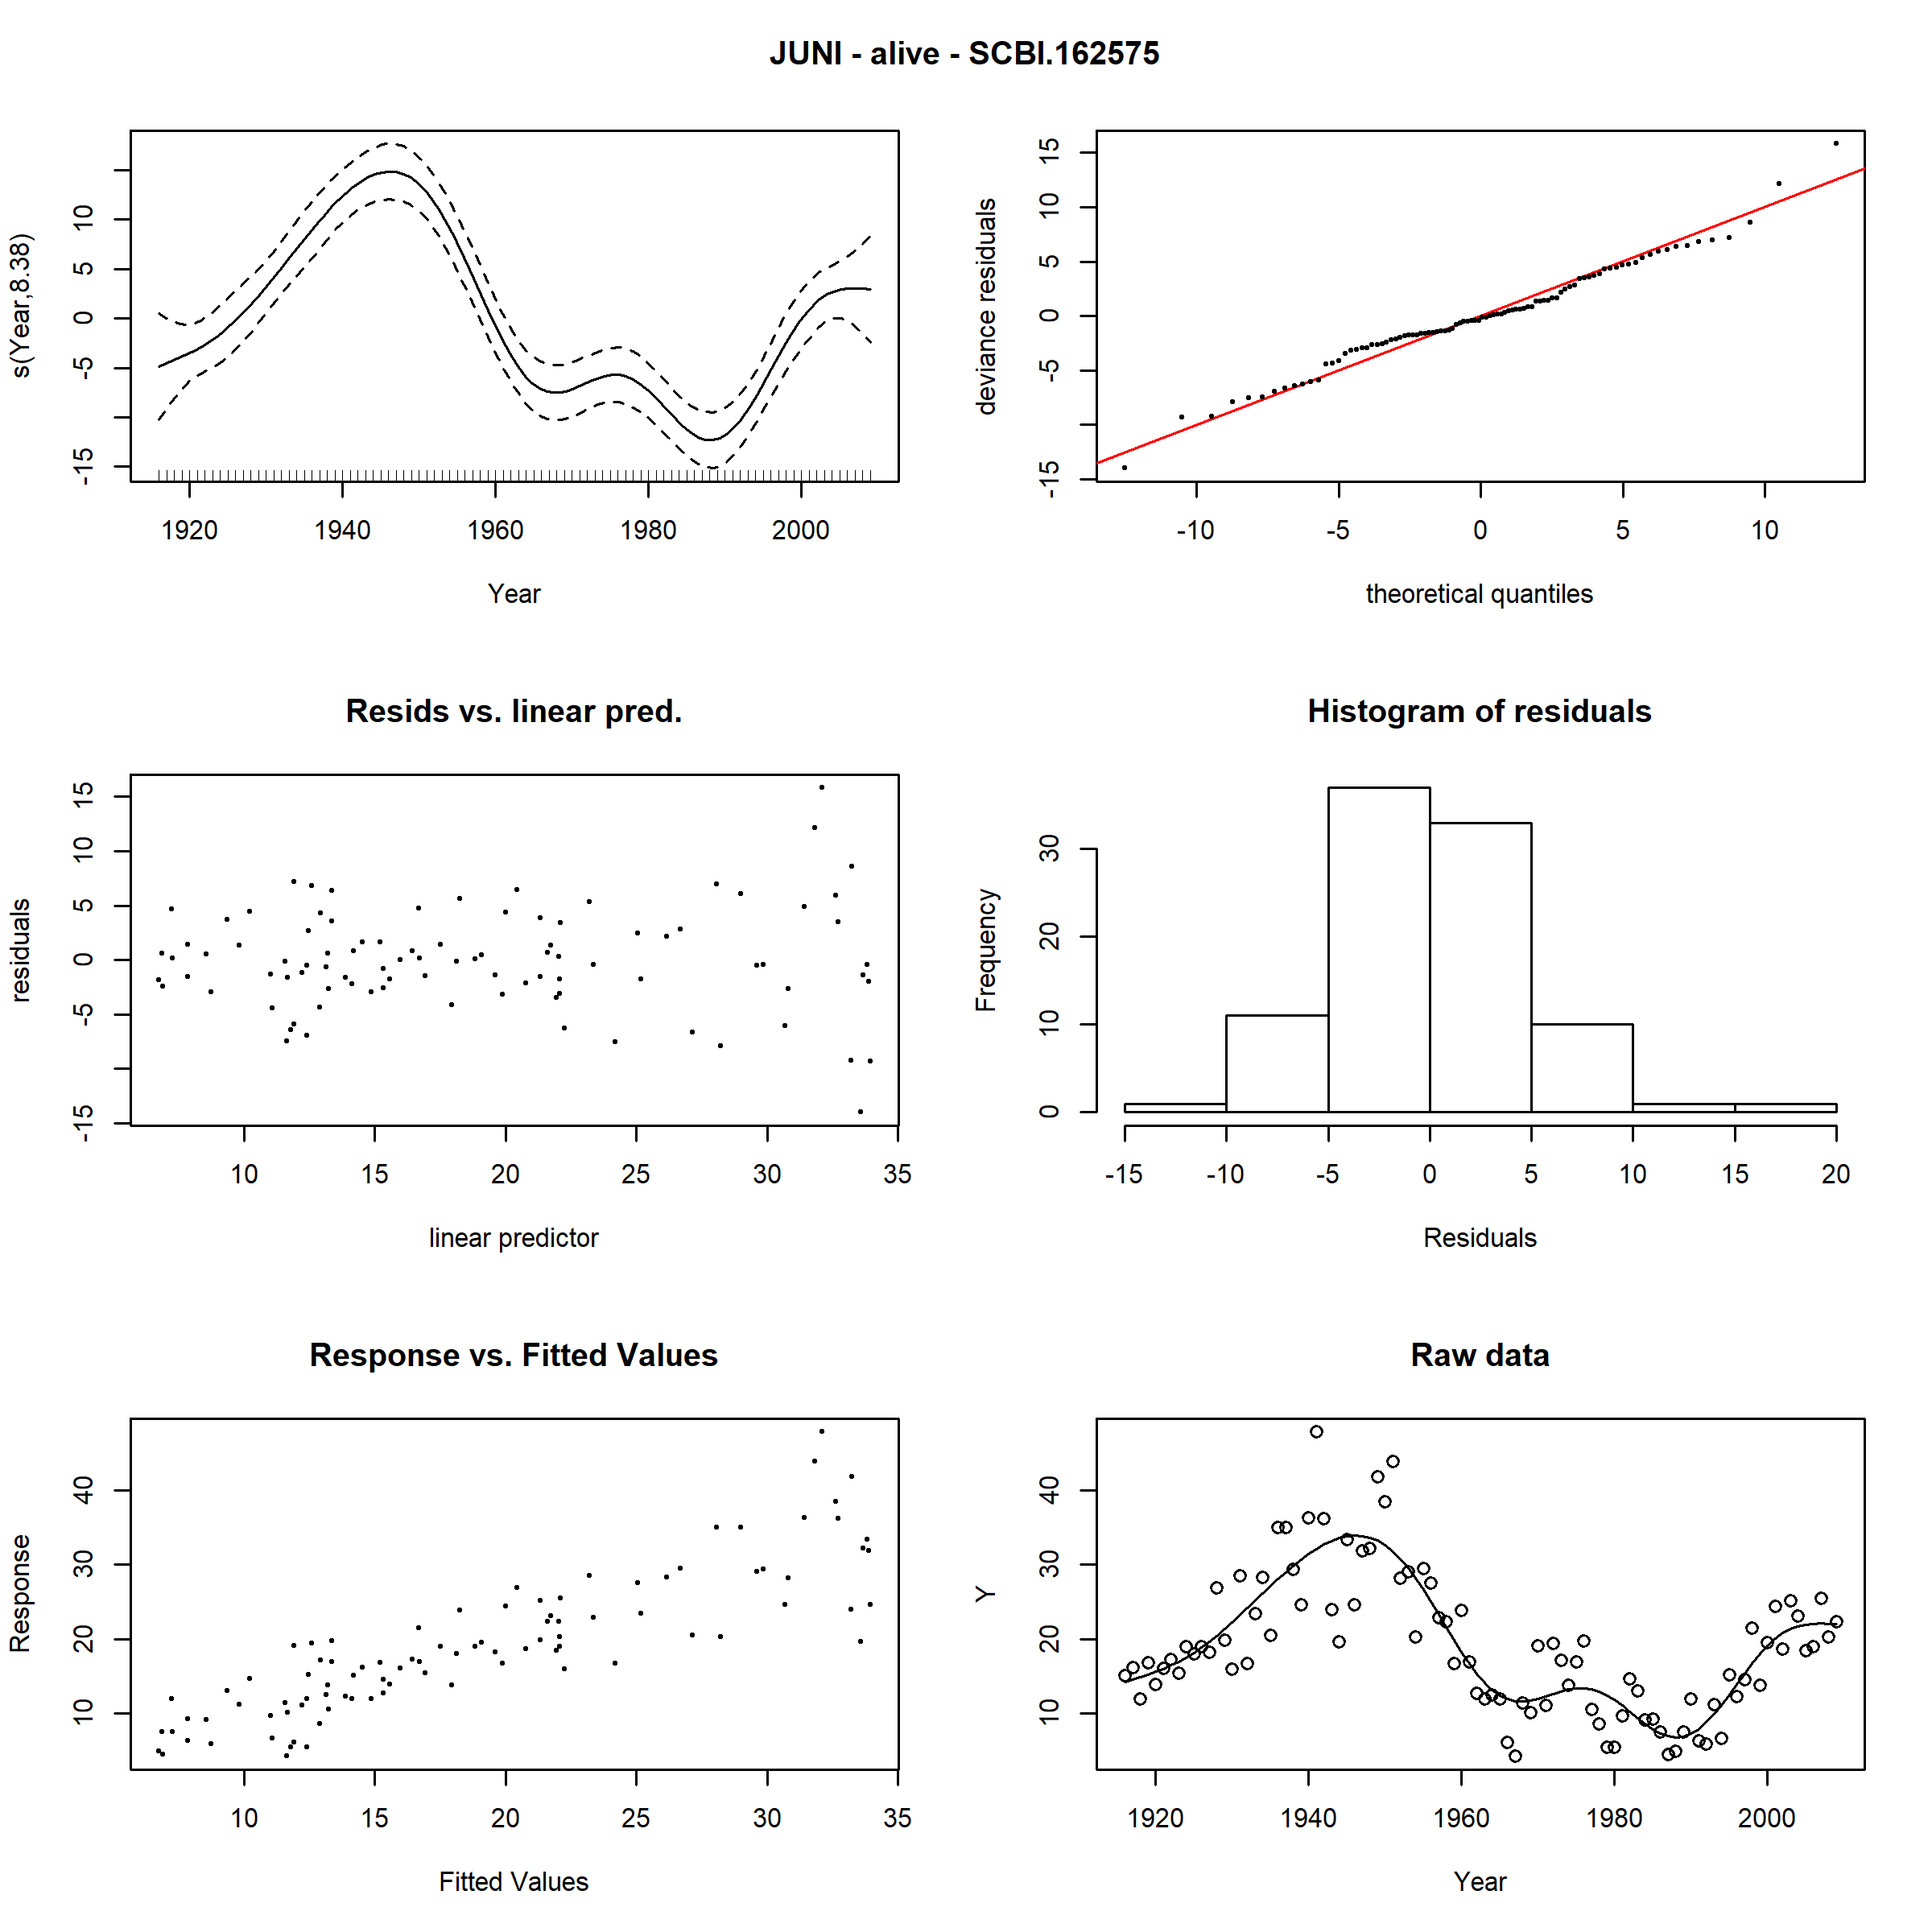 JUNI - alive - SCBI.162575
s(Year,8.38)
-15 -5 0 5 10
1920 1940 1960 1980 2000
Year
deviance residuals
-15 -5 0 5 10 15
-10 -5 0 5 10
theoretical quantiles
Resids vs. linear pred.
residuals
-15 -5 0 5 10 15
10 15 20 25 30 35
linear predictor
Histogram of residuals
Frequency
0 10 20 30
-15 -10 -5 0 5 10 15 20
Residuals
Response vs. Fitted Values
Response
10 20 30 40
10 15 20 25 30 35
Fitted Values
Raw data
Y
10 20 30 40
1920 1940 1960 1980 2000
Year